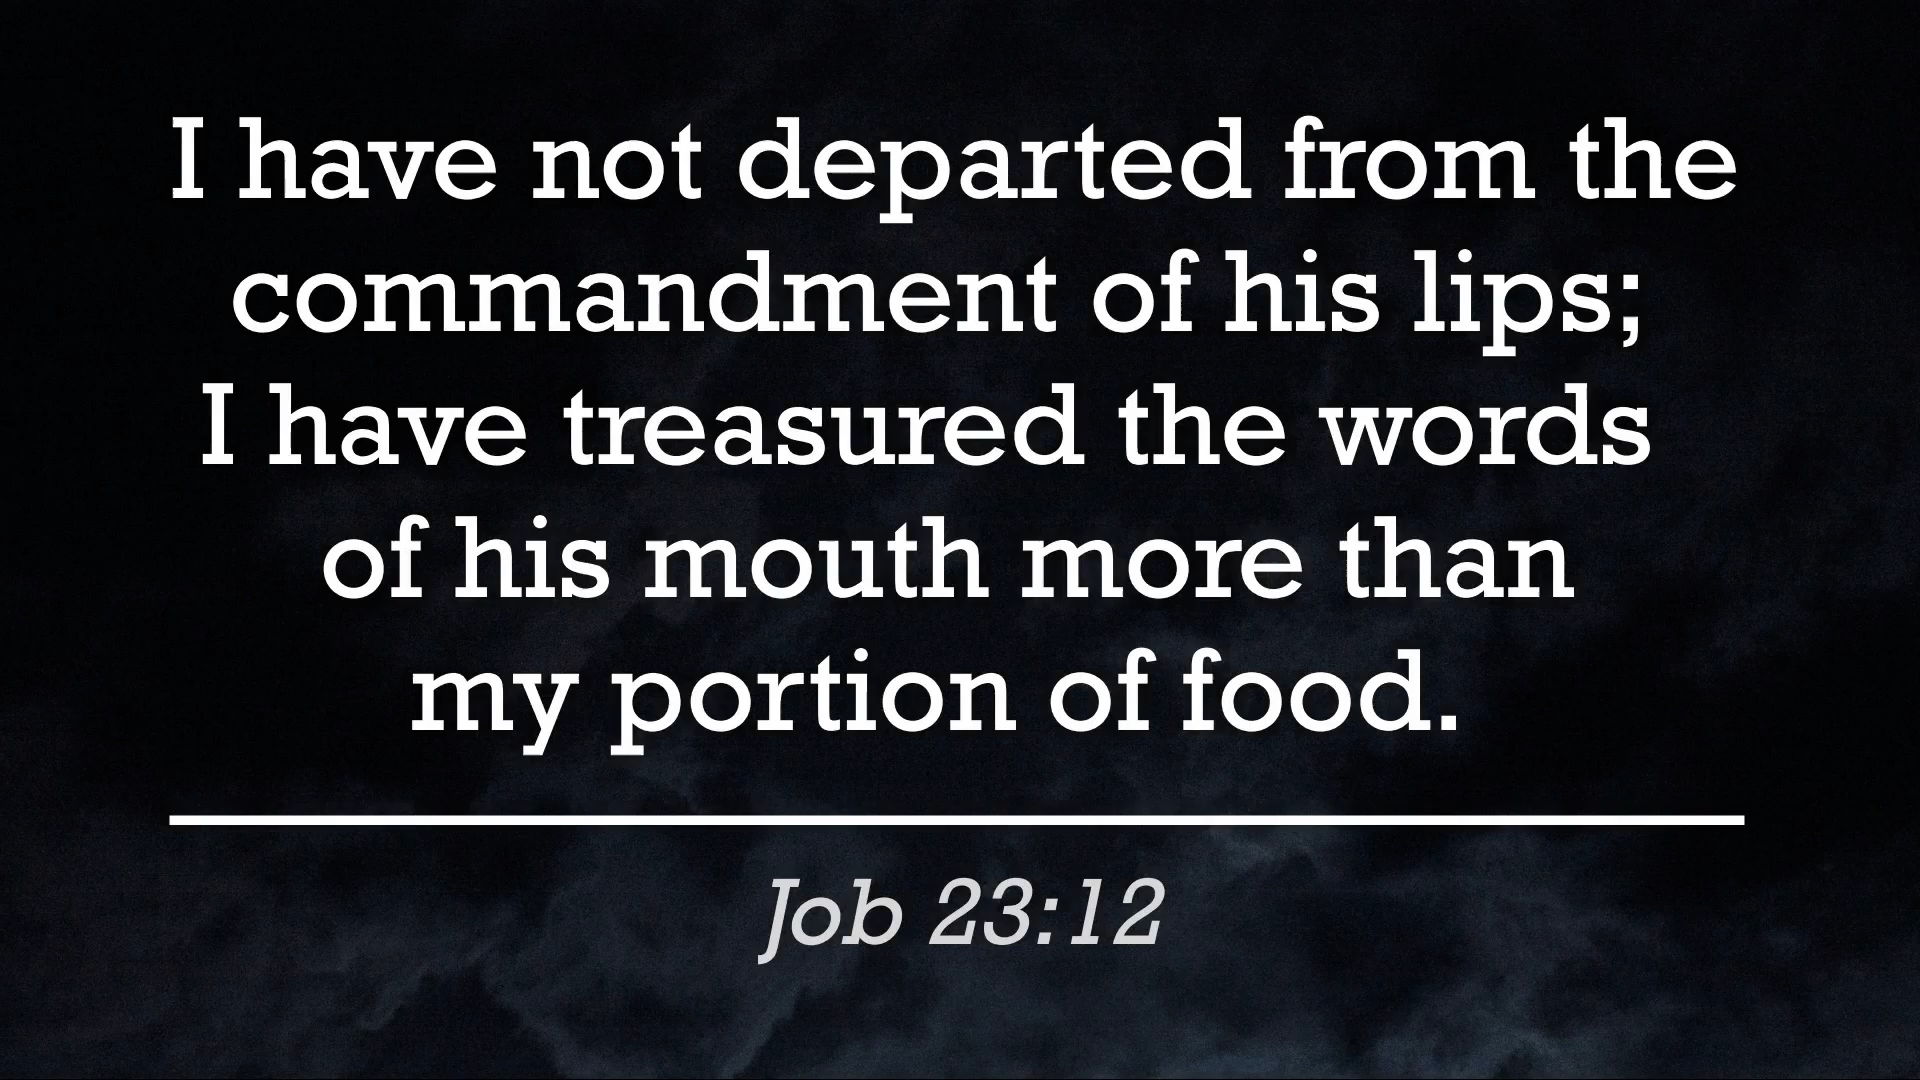 I have not departed from the
commandment of his lips;
I have treasured the words
of his mouth more than
my portion of food.
Job 23:12